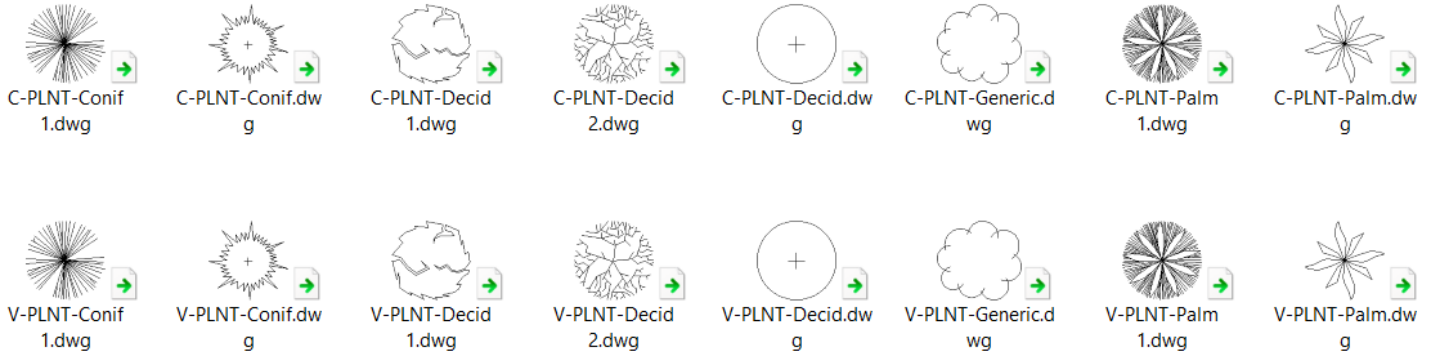 C-PLNT-Conif C-PLNT-Conif.dw C-PLNT-Decid C-PLNT-Decid C-PLNT-Decid.dw C-PLNT-Generic.d C-PLNT-Palm C-PLNT-Palm.dw
1.dwg g 1.dwg 2.dwg g wg 1.dwg g
V-PLNT-Conif V-PLNT-Conif.dw V-PLNT-Decid V-PLNT-Decid V-PLNT-Decid.dw V-PLNT-Generic.d V-PLNT-Palm V-PLNT-Palm.dw
1.dwg g 1.dwg 2.dwg g wg 1.dwg g